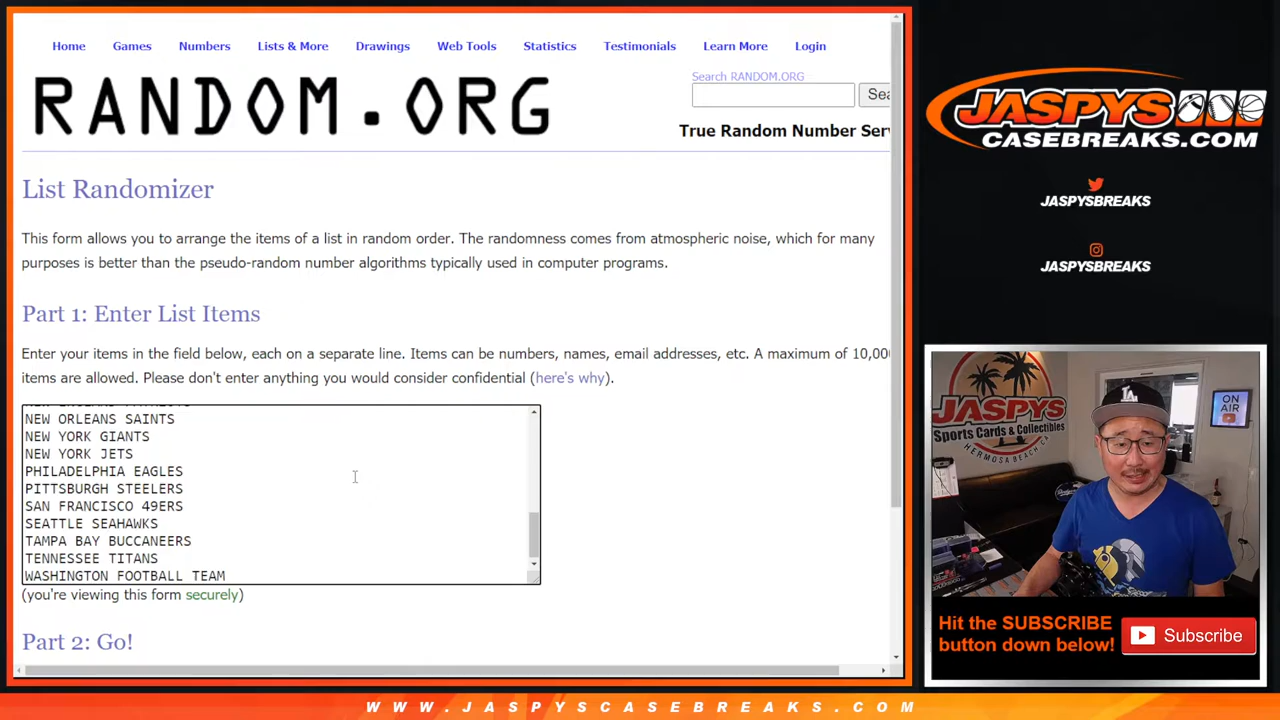 Home Games Numbers Lists & More Drawings Web Tools Statistics Testimonials Learn More Login
Search RANDOM.ORG
RANDOM.ORG
Sea
True Random Number Serv
List Randomizer
This form allows you to arrange the items of a list in random order. The randomness comes from atmospheric noise, which for many
purposes is better than the pseudo-random number algorithms typically used in computer programs.
Part 1: Enter List Items
Enter your items in the field below, each on a separate line. Items can be numbers, names, email addresses, etc. A maximum of 10,000
items are allowed. Please don't enter anything you would consider confidential (here's why).
NEW ORLEANS SAINTS
NEW YORK GIANTS
NEW YORK JETS
PHILADELPHIA EAGLES
PITTSBURGH STEELERS
SAN FRANCISCO 49ERS
SEATTLE SEAHAWKS
TAMPA BAY BUCCANEERS
TENNESSEE TITANS
WASHINGTON FOOTBALL TEAM
(you're viewing this form securely)
Part 2: Go!
JASPYS
CASEBREAKS.COM
JASPYSBREAKS
JASPYSBREAKS
JASPYS
Sports Cards & Collectibles
HERMOSA BEACH CA
ON
AIR
LA
Hit the SUBSCRIBE
button down below!
Subscribe
WWW.JASPYSCASEBREAKS.COM